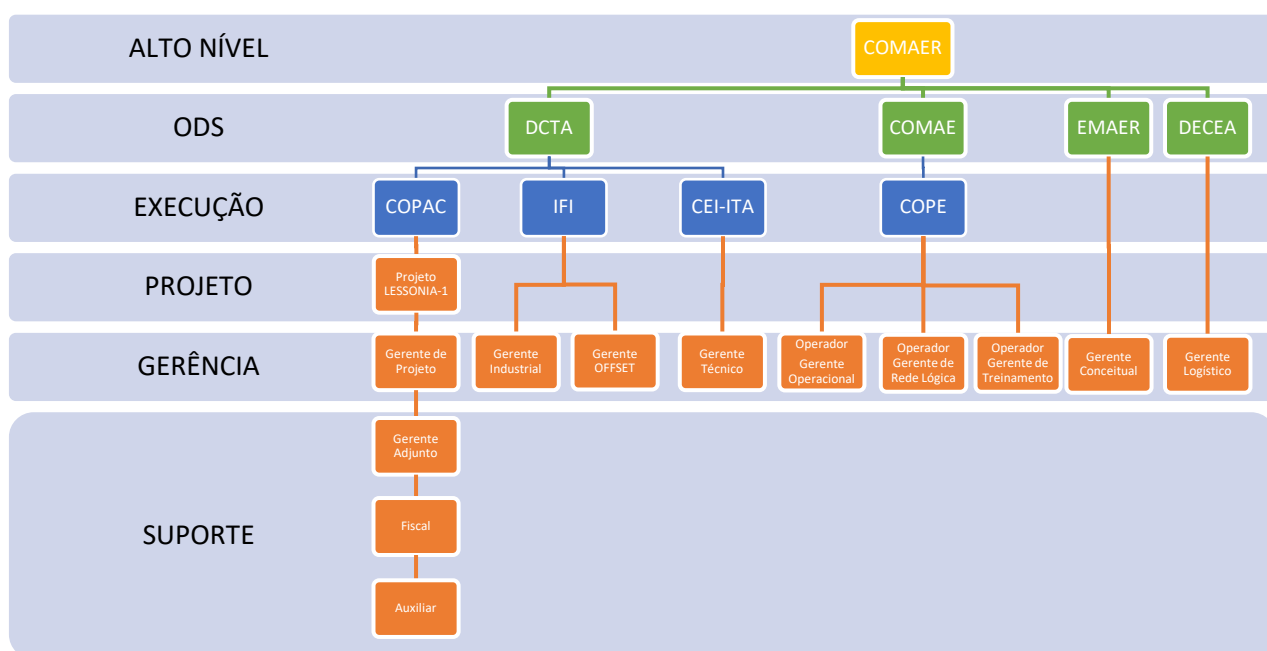 ALTO NÍVEL
COMAER
ODS
DCTA
COMAE
EMAER
DECEA
EXECUÇÃO
COPAC
IFI
CEI-ITA
COPE
PROJETO
Projeto
LESSONIA-1
GERÊNCIA
Gerente de
Projeto
Gerente
Industrial
Gerente
OFFSET
Gerente
Técnico
Operador
Gerente
Operacional
Operador
Gerente de
Rede Lógica
Operador
Gerente de
Treinamento
Gerente
Conceitual
Gerente
Logístico
SUPORTE
Gerente
Adjunto
Fiscal
Auxiliar